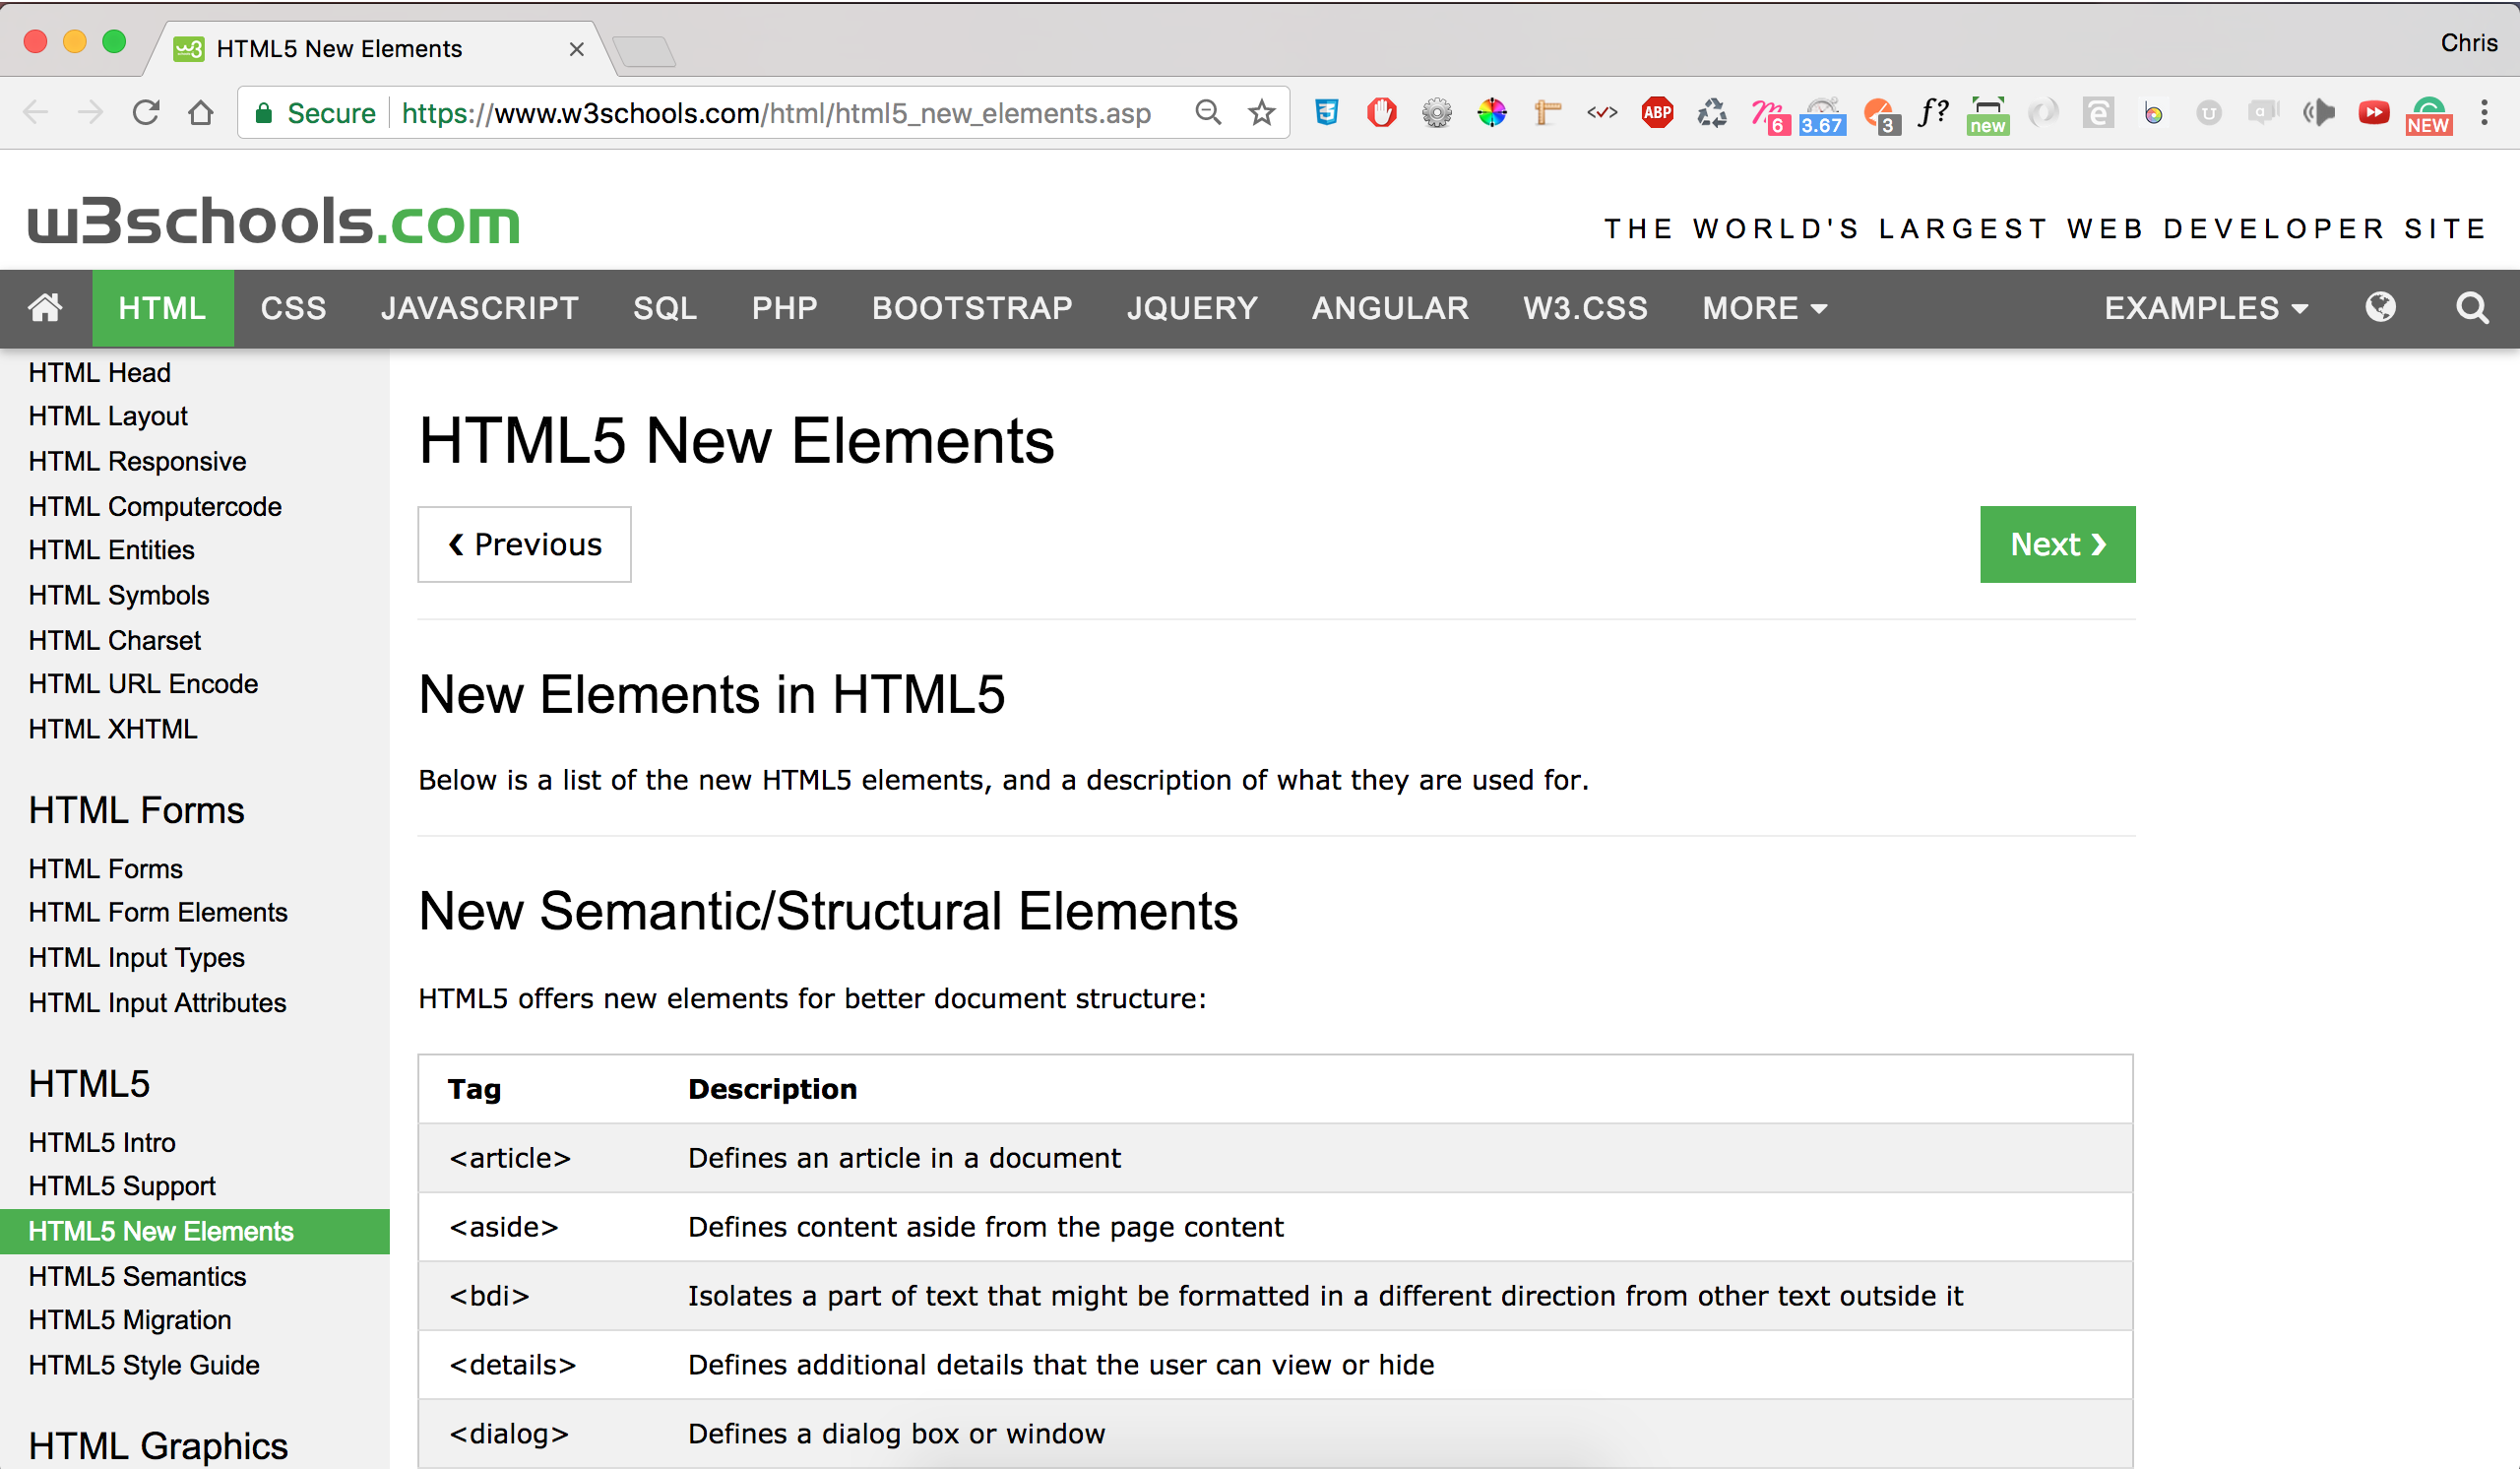 HTML5 New Elements
Chris
Secure
https://www.w3schools.com/html/html5_new_elements.asp
ABP
6
3.67
3
f?
new
NEW
w3schools.com
THE WORLD'S LARGEST WEB DEVELOPER SITE
HTML CSS JAVASCRIPT SQL PHP BOOTSTRAP JQUERY ANGULAR W3.CSS MORE EXAMPLES
HTML Head
HTML Layout
HTML Responsive
HTML Computercode
HTML Entities
HTML Symbols
HTML Charset
HTML URL Encode
HTML XHTML
HTML Forms
HTML Forms
HTML Form Elements
HTML Input Types
HTML Input Attributes
HTML5
HTML5 Intro
HTML5 Support
HTML5 New Elements
HTML5 Semantics
HTML5 Migration
HTML5 Style Guide
HTML Graphics
HTML5 New Elements
❮ Previous
Next ❯
New Elements in HTML5
Below is a list of the new HTML5 elements, and a description of what they are used for.
New Semantic/Structural Elements
HTML5 offers new elements for better document structure:
Tag Description
<article> Defines an article in a document
<aside> Defines content aside from the page content
<bdi> Isolates a part of text that might be formatted in a different direction from other text outside it
<details> Defines additional details that the user can view or hide
<dialog> Defines a dialog box or window